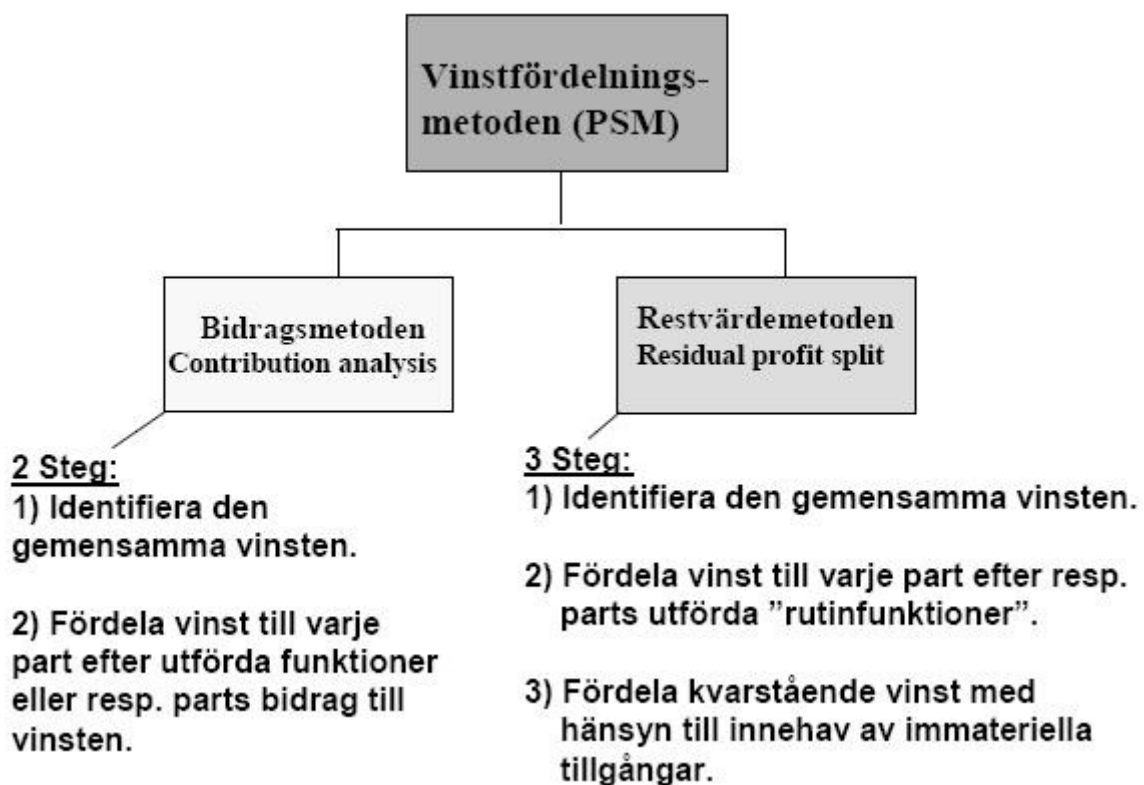 Vinstfördelnings-
metoden (PSM)
Bidragsmetoden
Contribution analysis
Restvärdemetoden
Residual profit split
2 Steg:
1) Identifiera den
gemensamma vinsten.
2) Fördela vinst till varje
part efter utförda funktioner
eller resp. parts bidrag till
vinsten.
3 Steg:
1) Identifiera den gemensamma vinsten.
2) Fördela vinst till varje part efter resp.
parts utförda ”rutinfunktioner”.
3) Fördela kvarstående vinst med
hänsyn till innehav av immateriella
tillgångar.